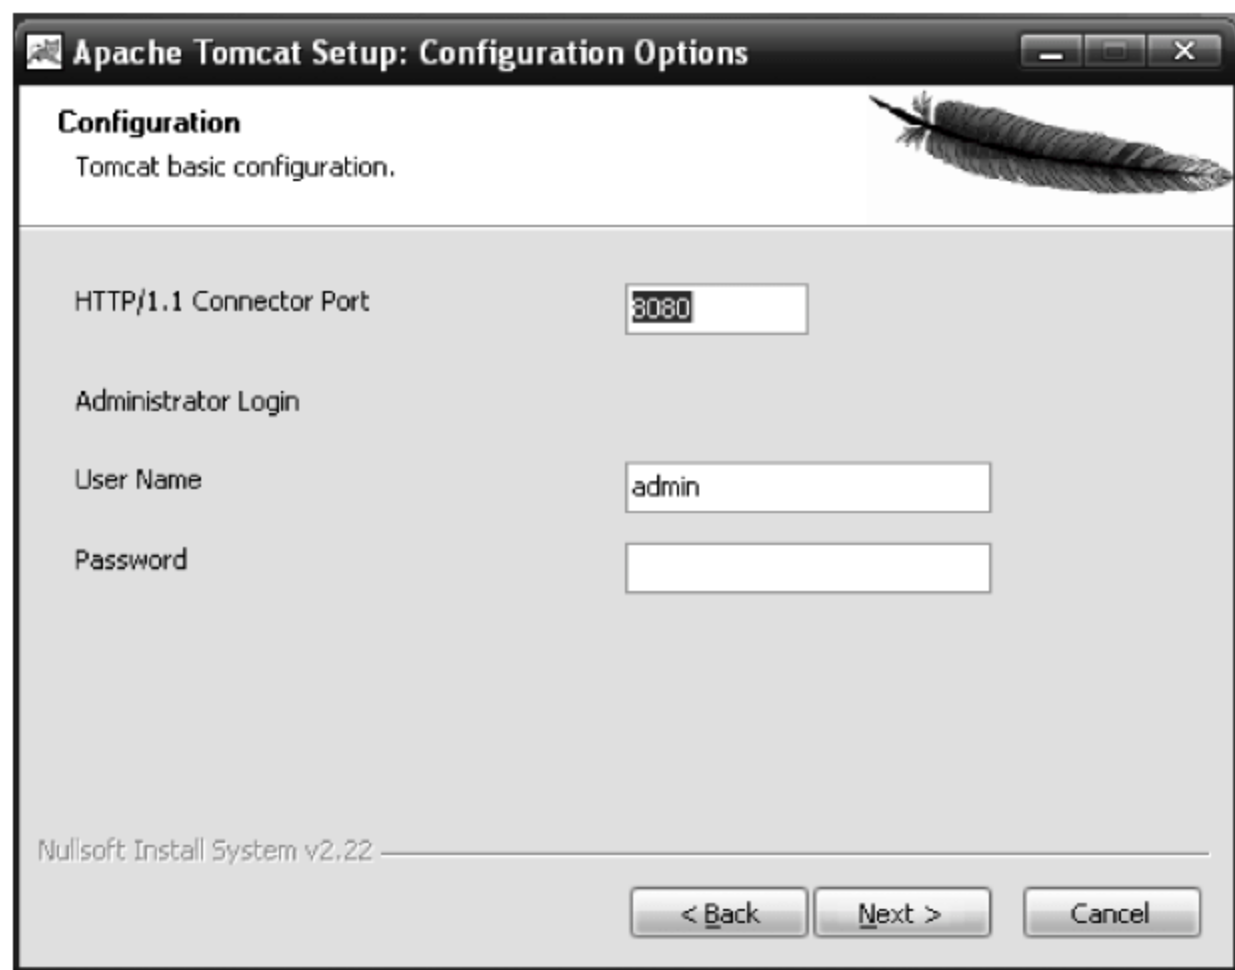 Apache Tomcat Setup: Configuration Options
Configuration
Tomcat basic configuration.
HTTP/1.1 Connector Port
8080
Administrator Login
User Name
admin
Password
Nullsoft Install System v2.22
< Back
Next >
Cancel